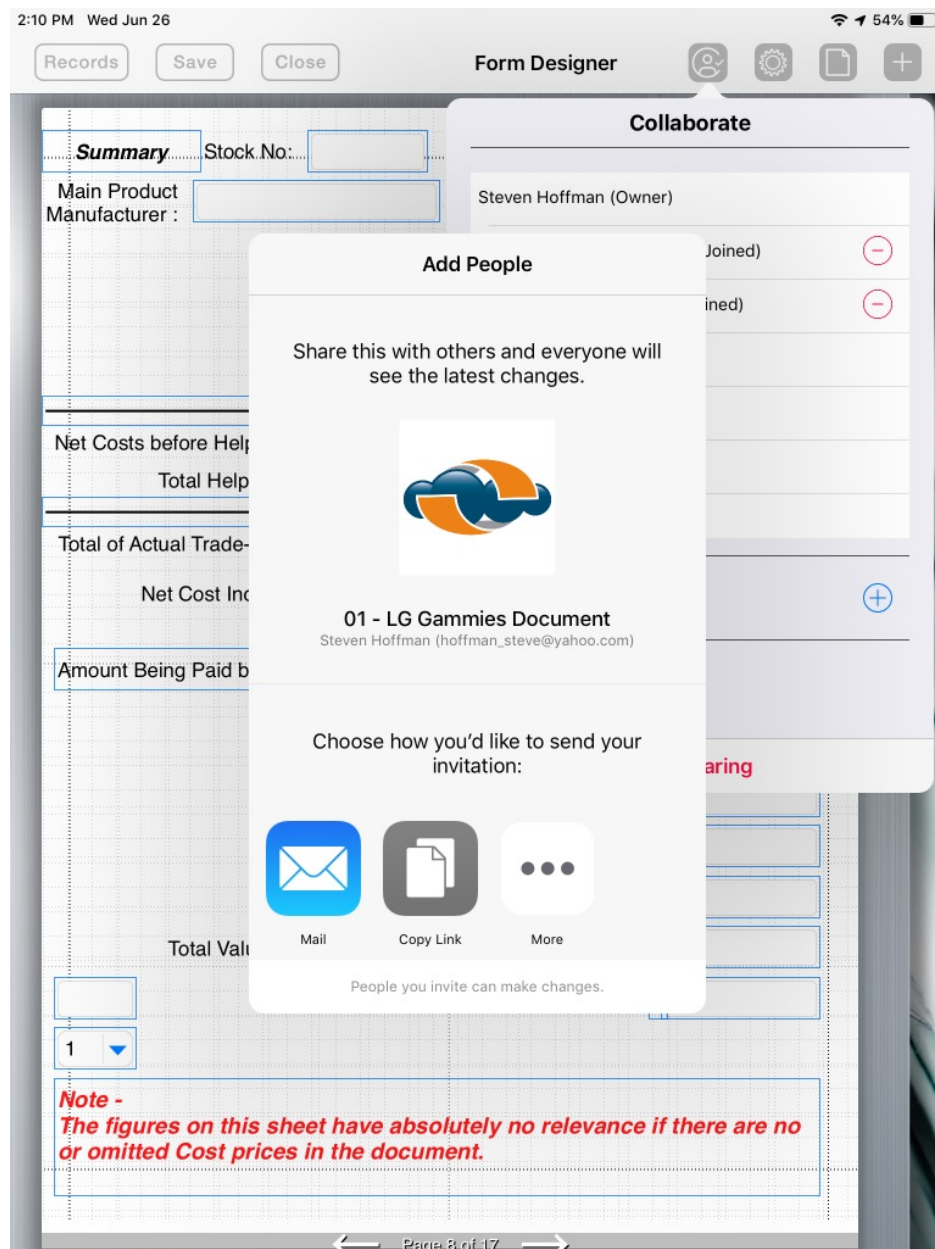 2:10 PM Wed Jun 26
54%
Records Save Close Form Designer
Collaborate
Summary Stock No:
Main Product
Manufacturer :
Steven Hoffman (Owner)
Joined)
ined)
Add People
Share this with others and everyone will
see the latest changes.
01 - LG Gammies Document
Steven Hoffman (hoffman_steve@yahoo.com)
Choose how you'd like to send your
invitation:
Mail Copy Link More
People you invite can make changes.
Net Costs before Help
Total Help
Total of Actual Trade-
Net Cost Inc
Amount Being Paid b
aring
Total Valu
1
Note -
The figures on this sheet have absolutely no relevance if there are no
or omitted Cost prices in the document.
Page 8 of 17